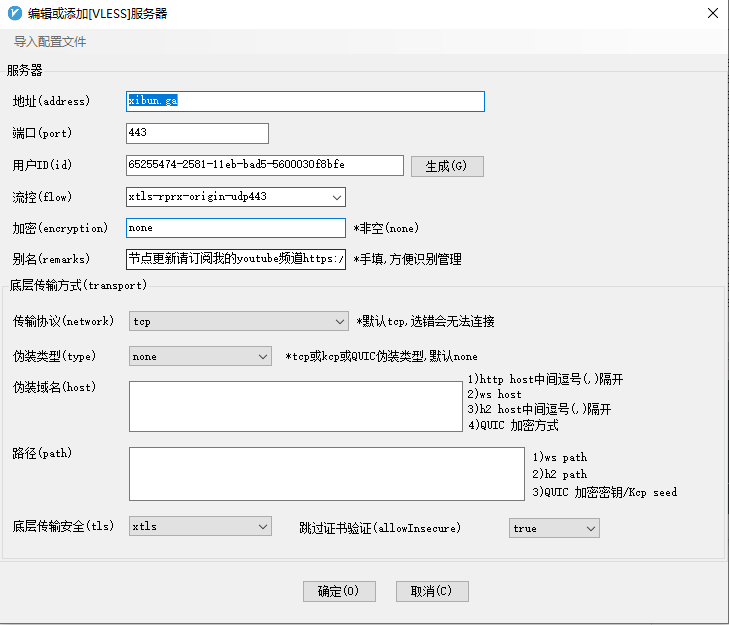 编辑或添加[VLESS]服务器
导入配置文件
服务器
地址(address) xibun.ga
端口(port) 443
用户ID(id) 65255474-2581-11eb-bad5-5600030f8bfe 生成(G)
流控(flow) xtls-rprx-origin-udp443
加密(encryption) none *非空(none)
别名(remarks) 节点更新请订阅我的youtube频道https:/ *手填,方便识别管理
底层传输方式(transport)
传输协议(network) tcp *默认tcp,选错会无法连接
伪装类型(type) none *tcp或kcp或QUIC伪装类型,默认none
伪装域名(host)
1)http host中间逗号(,)隔开
2)ws host
3)h2 host中间逗号(,)隔开
4)QUIC 加密方式
路径(path)
1)ws path
2)h2 path
3)QUIC 加密密钥/Kcp seed
底层传输安全(tls) xtls 跳过证书验证(allowInsecure) true
确定(O) 取消(C)